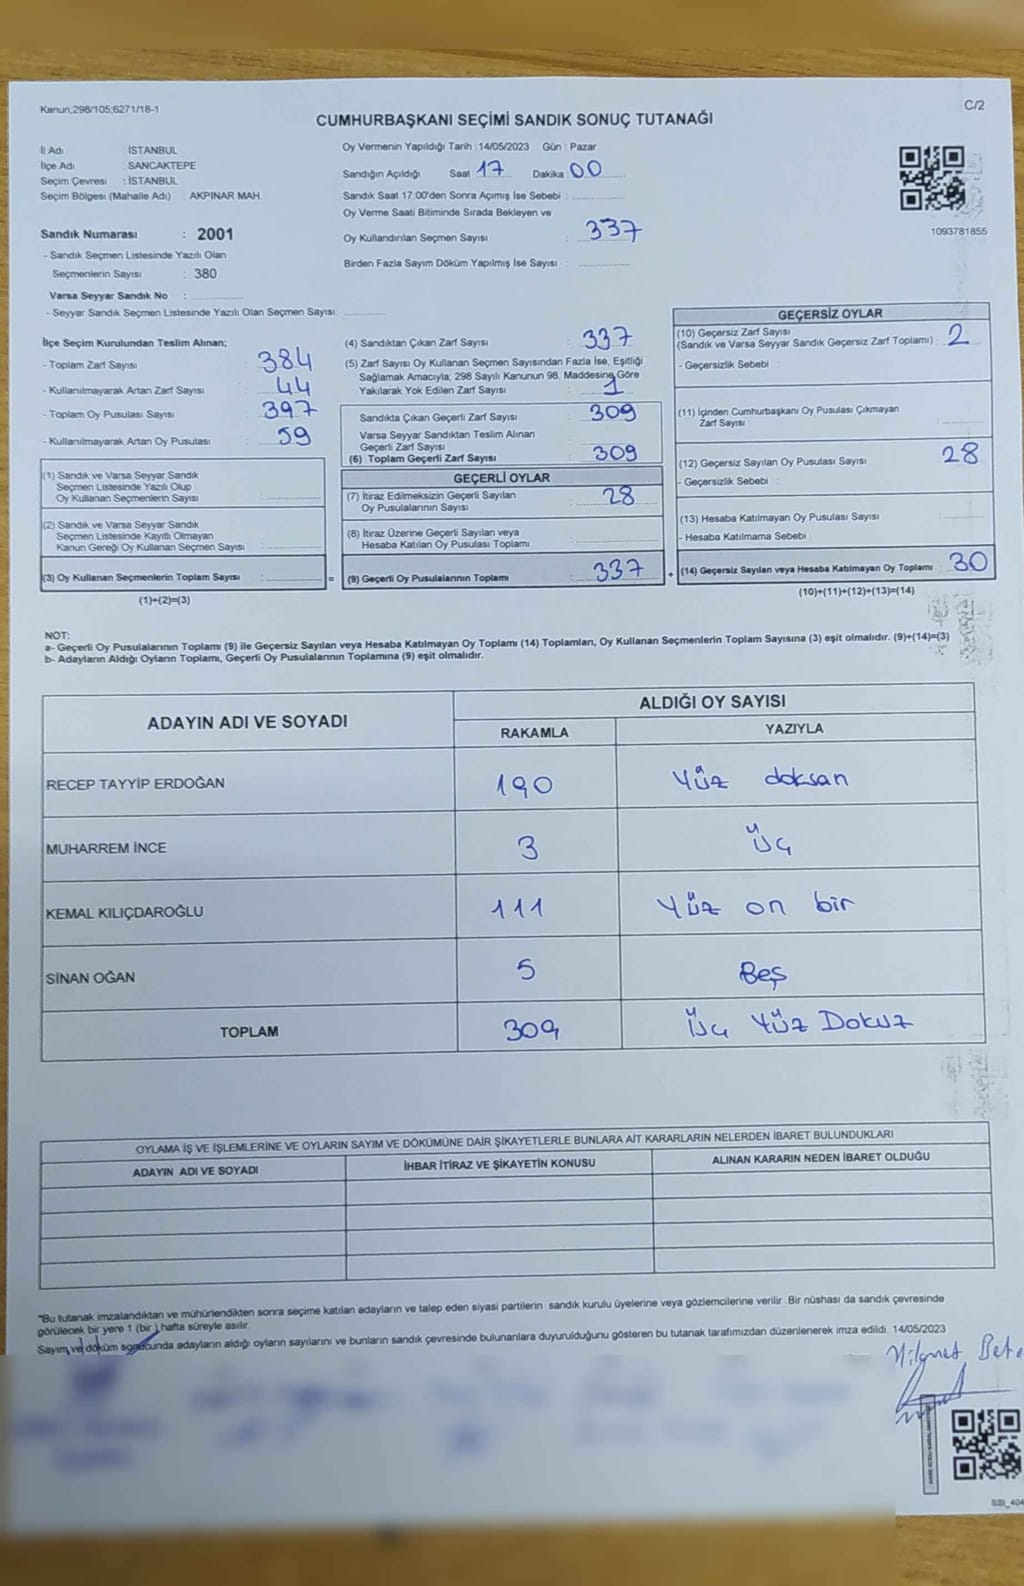 Kanun;298/105;6271/18-1
C/2
CUMHURBAŞKANI SEÇİMİ SANDIK SONUÇ TUTANAĞI
İl Adı : İSTANBUL
İlçe Adı : SANCAKTEPE
Seçim Çevresi : İSTANBUL
Seçim Bölgesi (Mahalle Adı) : AKPINAR MAH.
Sandık Numarası : 2001
- Sandık Seçmen Listesinde Yazılı Olan
Seçmenlerin Sayısı : 380
Varsa Seyyar Sandık No :
- Seyyar Sandık Seçmen Listesinde Yazılı Olan Seçmen Sayısı:
Oy Vermenin Yapıldığı Tarih : 14/05/2023 Gün : Pazar
Sandığın Açıldığı Saat 17 Dakika 00
Sandık Saat 17:00'den Sonra Açımış İse Sebebi :
Oy Verme Saati Bitiminde Sırada Bekleyen ve
Oy Kullandırılan Seçmen Sayısı : 337
Birden Fazla Sayım Döküm Yapılmış İse Sayısı :
1093781855
İlçe Seçim Kurulundan Teslim Alınan;
- Toplam Zarf Sayısı : 384
- Kullanılmayarak Artan Zarf Sayısı : 44
- Toplam Oy Pusulası Sayısı : 397
- Kullanılmayarak Artan Oy Pusulası : 59
(1) Sandık ve Varsa Seyyar Sandık
Seçmen Listesinde Yazılı Olup
Oy Kullanan Seçmenlerin Sayısı :
(2) Sandık ve Varsa Seyyar Sandık
Seçmen Listesinde Kayıtlı Olmayan
Kanun Gereği Oy Kullanan Seçmen Sayısı :
(3) Oy Kullanan Seçmenlerin Toplam Sayısı : =
(1)+(2)=(3)
(4) Sandıktan Çıkan Zarf Sayısı : 337
(5) Zarf Sayısı Oy Kullanan Seçmen Sayısından Fazla İse, Eşitliği
Sağlamak Amacıyla; 298 Sayılı Kanunun 98. Maddesine Göre
Yakılarak Yok Edilen Zarf Sayısı : 1
Sandıkta Çıkan Geçerli Zarf Sayısı : 309
Varsa Seyyar Sandıktan Teslim Alınan
Geçerli Zarf Sayısı :
(6) Toplam Geçerli Zarf Sayısı : 309
GEÇERLİ OYLAR
(7) İtiraz Edilmeksizin Geçerli Sayılan
Oy Pusulalarının Sayısı : 28
(8) İtiraz Üzerine Geçerli Sayılan veya
Hesaba Katılan Oy Pusulası Toplamı :
(9) Geçerli Oy Pusulalarının Toplamı : 337 +
GEÇERSİZ OYLAR
(10) Geçersiz Zarf Sayısı
(Sandık ve Varsa Seyyar Sandık Geçersiz Zarf Toplamı) : 2
- Geçersizlik Sebebi :
(11) İçinden Cumhurbaşkanı Oy Pusulası Çıkmayan
Zarf Sayısı :
(12) Geçersiz Sayılan Oy Pusulası Sayısı : 28
- Geçersizlik Sebebi :
(13) Hesaba Katılmayan Oy Pusulası Sayısı :
- Hesaba Katılmama Sebebi :
(14) Geçersiz Sayılan veya Hesaba Katılmayan Oy Toplamı : 30
(10)+(11)+(12)+(13)=(14)
NOT:
a- Geçerli Oy Pusulalarının Toplamı (9) ile Geçersiz Sayılan veya Hesaba Katılmayan Oy Toplamı (14) Toplamları, Oy Kullanan Seçmenlerin Toplam Sayısına (3) eşit olmalıdır. (9)+(14)=(3)
b- Adayların Aldığı Oyların Toplamı, Geçerli Oy Pusulalarının Toplamına (9) eşit olmalıdır.
ADAYIN ADI VE SOYADI
ALDIĞI OY SAYISI
RAKAMLA YAZIYLA
RECEP TAYYİP ERDOĞAN 190 Yüz doksan
MUHARREM İNCE 3 Üç
KEMAL KILIÇDAROĞLU 111 Yüz on bir
SİNAN OĞAN 5 Beş
TOPLAM 309 Üç Yüz Dokuz
OYLAMA İŞ VE İŞLEMLERİNE VE OYLARIN SAYIM VE DÖKÜMÜNE DAİR ŞİKAYETLERLE BUNLARA AİT KARARLARIN NELERDEN İBARET BULUNDUKLARI
ADAYIN ADI VE SOYADI İHBAR İTİRAZ VE ŞİKAYETİN KONUSU ALINAN KARARIN NEDEN İBARET OLDUĞU
"Bu tutanak imzalandıktan ve mühürlendikten sonra seçime katılan adayların ve talep eden siyasi partilerin sandık kurulu üyelerine veya gözlemcilerine verilir .Bir nüshası da sandık çevresinde
görülecek bir yere 1 (bir ) hafta süreyle asılır.
Sayım ve döküm sonucunda adayların aldığı oyların sayılarını ve bunların sandık çevresinde bulunanlara duyurulduğunu gösteren bu tutanak tarafımızdan düzenlenerek imza edildi. 14/05/2023